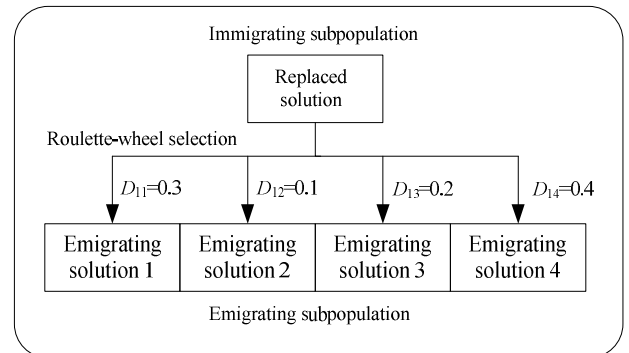 Immigrating subpopulation
Replaced
solution
Roulette-wheel selection
D11=0.3
D12=0.1
D13=0.2
D14=0.4
Emigrating
solution 1
Emigrating
solution 2
Emigrating
solution 3
Emigrating
solution 4
Emigrating subpopulation